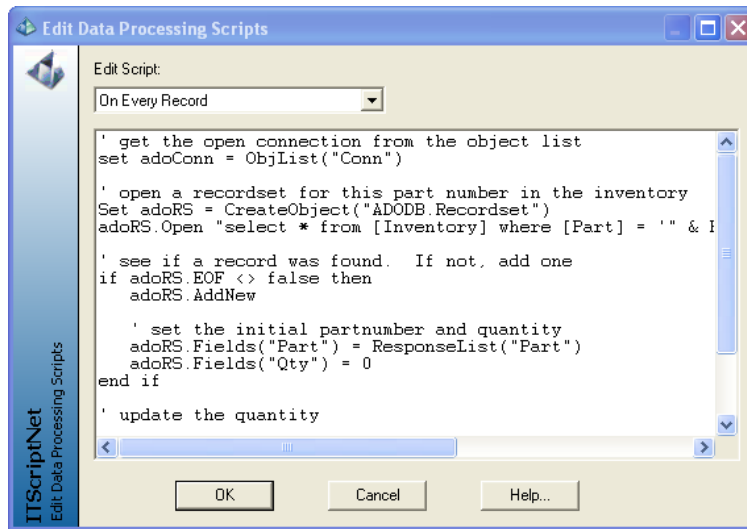 Edit Data Processing Scripts
Edit Script:
On Every Record
' get the open connection from the object list
set adoConn = ObjList("Conn")
' open a recordset for this part number in the inventory
Set adoRS = CreateObject("ADODB.Recordset")
adoRS.Open "select * from [Inventory] where [Part] = '" &
' see if a record was found.  If not, add one
if adoRS.EOF <> false then
   adoRS.AddNew
   ' set the initial partnumber and quantity
   adoRS.Fields("Part") = ResponseList("Part")
   adoRS.Fields("Qty") = 0
end if
' update the quantity
ITScriptNet
Edit Data Processing Scripts
OK
Cancel
Help...